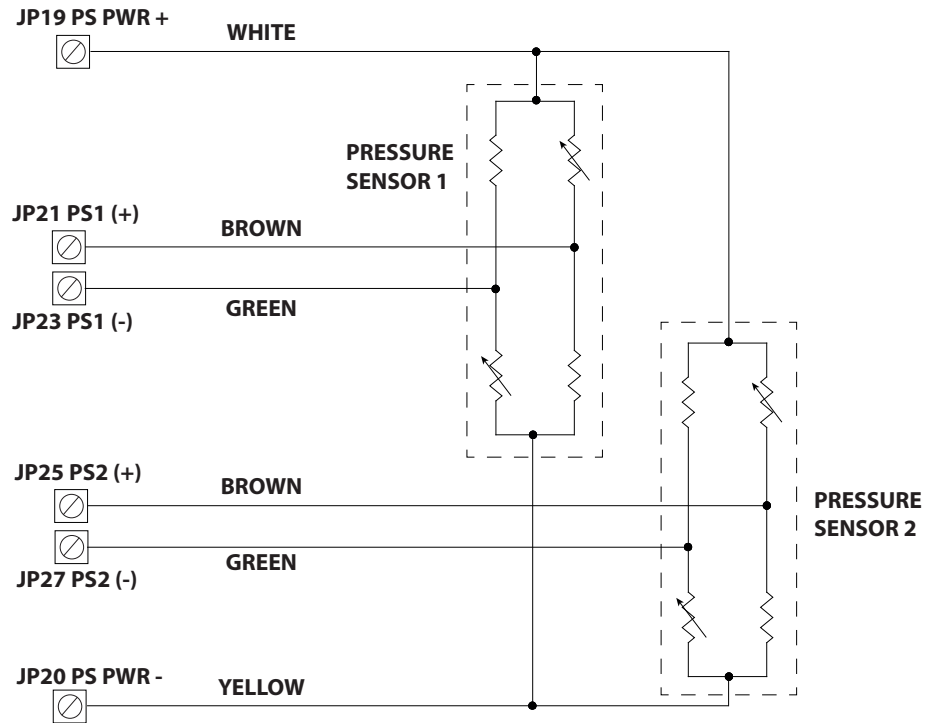 JP19 PS PWR +
WHITE
PRESSURE
SENSOR 1
JP21 PS1 (+)
BROWN
GREEN
JP23 PS1 (-)
JP25 PS2 (+)
BROWN
PRESSURE
SENSOR 2
GREEN
JP27 PS2 (-)
JP20 PS PWR -
YELLOW